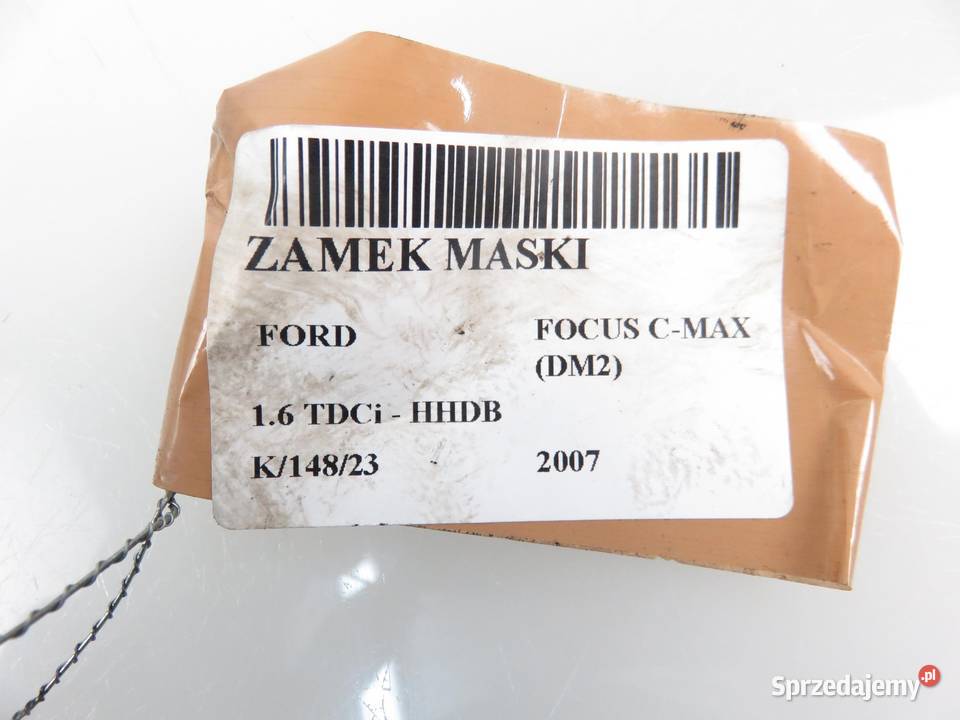 ZAMEK MASKI
FORD FOCUS C-MAX
(DM2)
1.6 TDCi - HHDB
K/148/23 2007
Sprzedajemy.pl